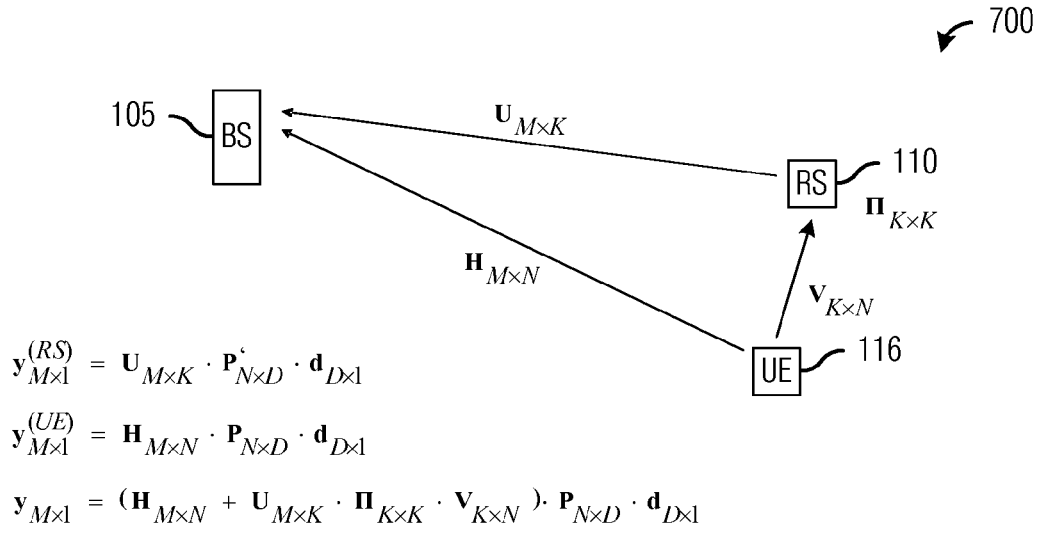 700
105
BS
U_{M×K}
RS
110
Π_{K×K}
H_{M×N}
V_{K×N}
UE
116
y^{(RS)}_{M×1} = U_{M×K} · P‘_{N×D} · d_{D×1}
y^{(UE)}_{M×1} = H_{M×N} · P_{N×D} · d_{D×1}
y_{M×1} = (H_{M×N} + U_{M×K} · Π_{K×K} · V_{K×N})· P_{N×D} · d_{D×1}